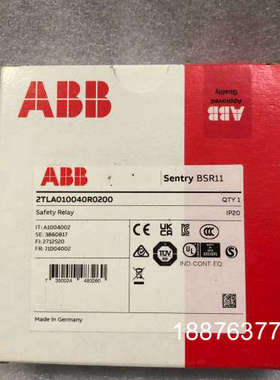 ABB
ABB
Approved
Quality
ABB
Sentry BSR11
2TLA010040R0200
QTY 1
Safety Relay
IP20
IT: A1004002
SE: 3860817
FI: 2712520
FR: 71004002
IND. CONT. EQ
Made in Germany
18876377